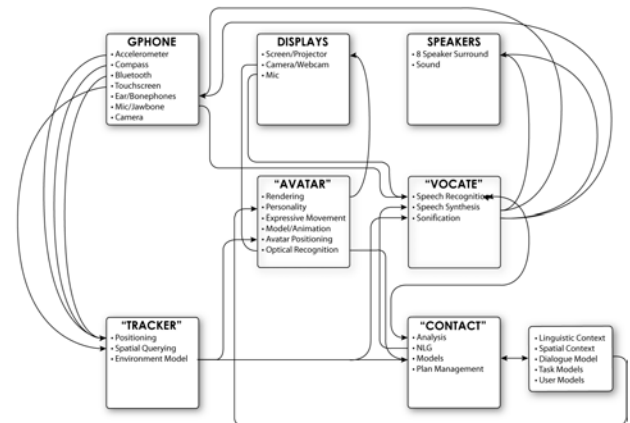 GPHONE
• Accelerometer
• Compass
• Bluetooth
• Touchscreen
• Ear/Bonephones
• Mic/Jawbone
• Camera
DISPLAYS
• Screen/Projector
• Camera/Webcam
• Mic
SPEAKERS
• 8 Speaker Surround
• Sound
"AVATAR"
• Rendering
• Personality
• Expressive Movement
• Model/Animation
• Avatar Positioning
• Optical Recognition
"VOCATE"
• Speech Recognition
• Speech Synthesis
• Sonification
"TRACKER"
• Positioning
• Spatial Querying
• Environment Model
"CONTACT"
• Analysis
• NLG
• Models
• Plan Management
• Linguistic Context
• Spatial Context
• Dialogue Model
• Task Models
• User Models